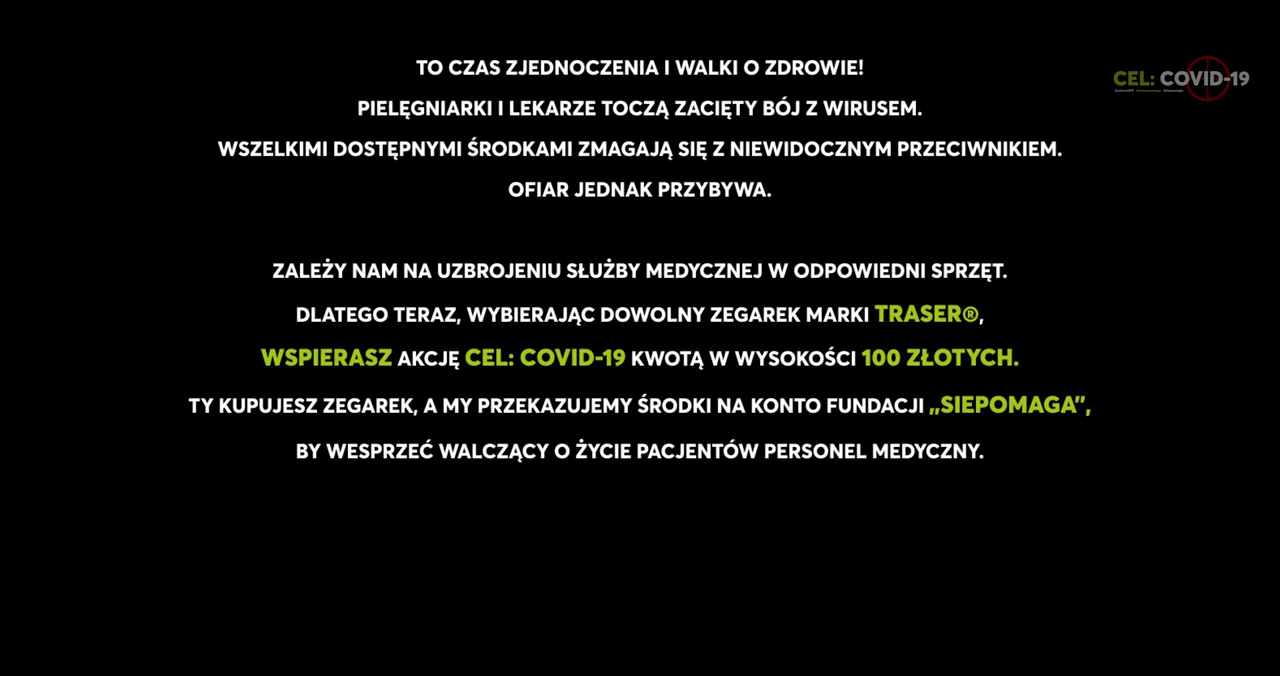 TO CZAS ZJEDNOCZENIA I WALKI O ZDROWIE!
CEL: COVID-19
PIELĘGNIARKI I LEKARZE TOCZĄ ZACIĘTY BÓJ Z WIRUSEM.
WSZELKIMI DOSTĘPNYMI ŚRODKAMI ZMAGAJĄ SIĘ Z NIEWIDOCZNYM PRZECIWNIKIEM.
OFIAR JEDNAK PRZYBYWA.
ZALEŻY NAM NA UZBROJENIU SŁUŻBY MEDYCZNEJ W ODPOWIEDNI SPRZĘT.
DLATEGO TERAZ, WYBIERAJĄC DOWOLNY ZEGAREK MARKI TRASER®,
WSPIERASZ AKCJĘ CEL: COVID-19 KWOTĄ W WYSOKOŚCI 100 ZŁOTYCH.
TY KUPUJESZ ZEGAREK, A MY PRZEKAZUJEMY ŚRODKI NA KONTO FUNDACJI „SIEPOMAGA”,
BY WESPRZEĆ WALCZĄCY O ŻYCIE PACJENTÓW PERSONEL MEDYCZNY.